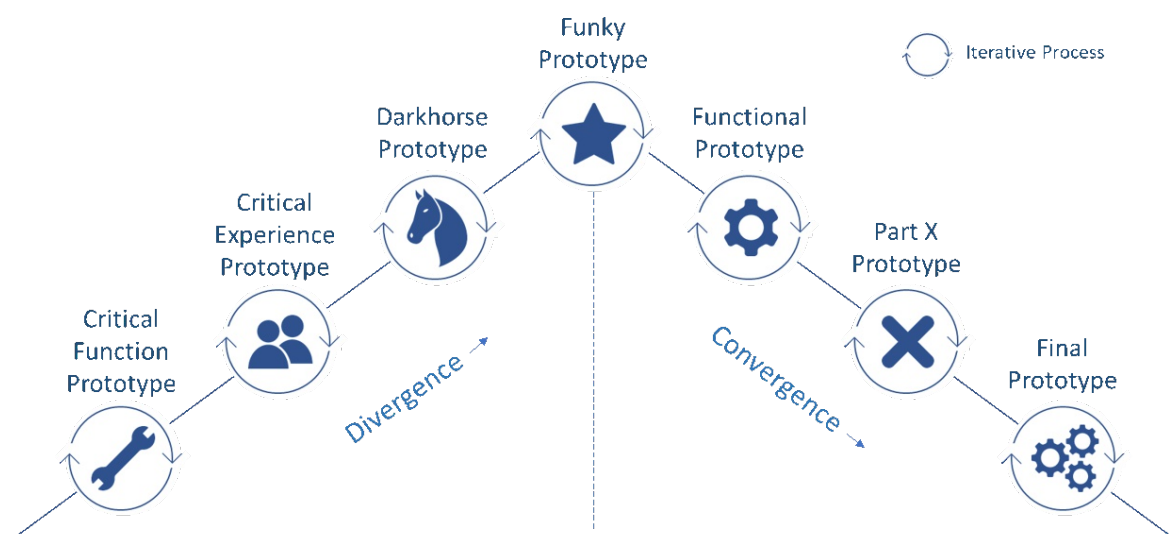 Funky
Prototype
Iterative Process
Darkhorse
Prototype
Functional
Prototype
Critical
Experience
Prototype
Part X
Prototype
Critical
Function
Prototype
Divergence
Convergence
Final
Prototype